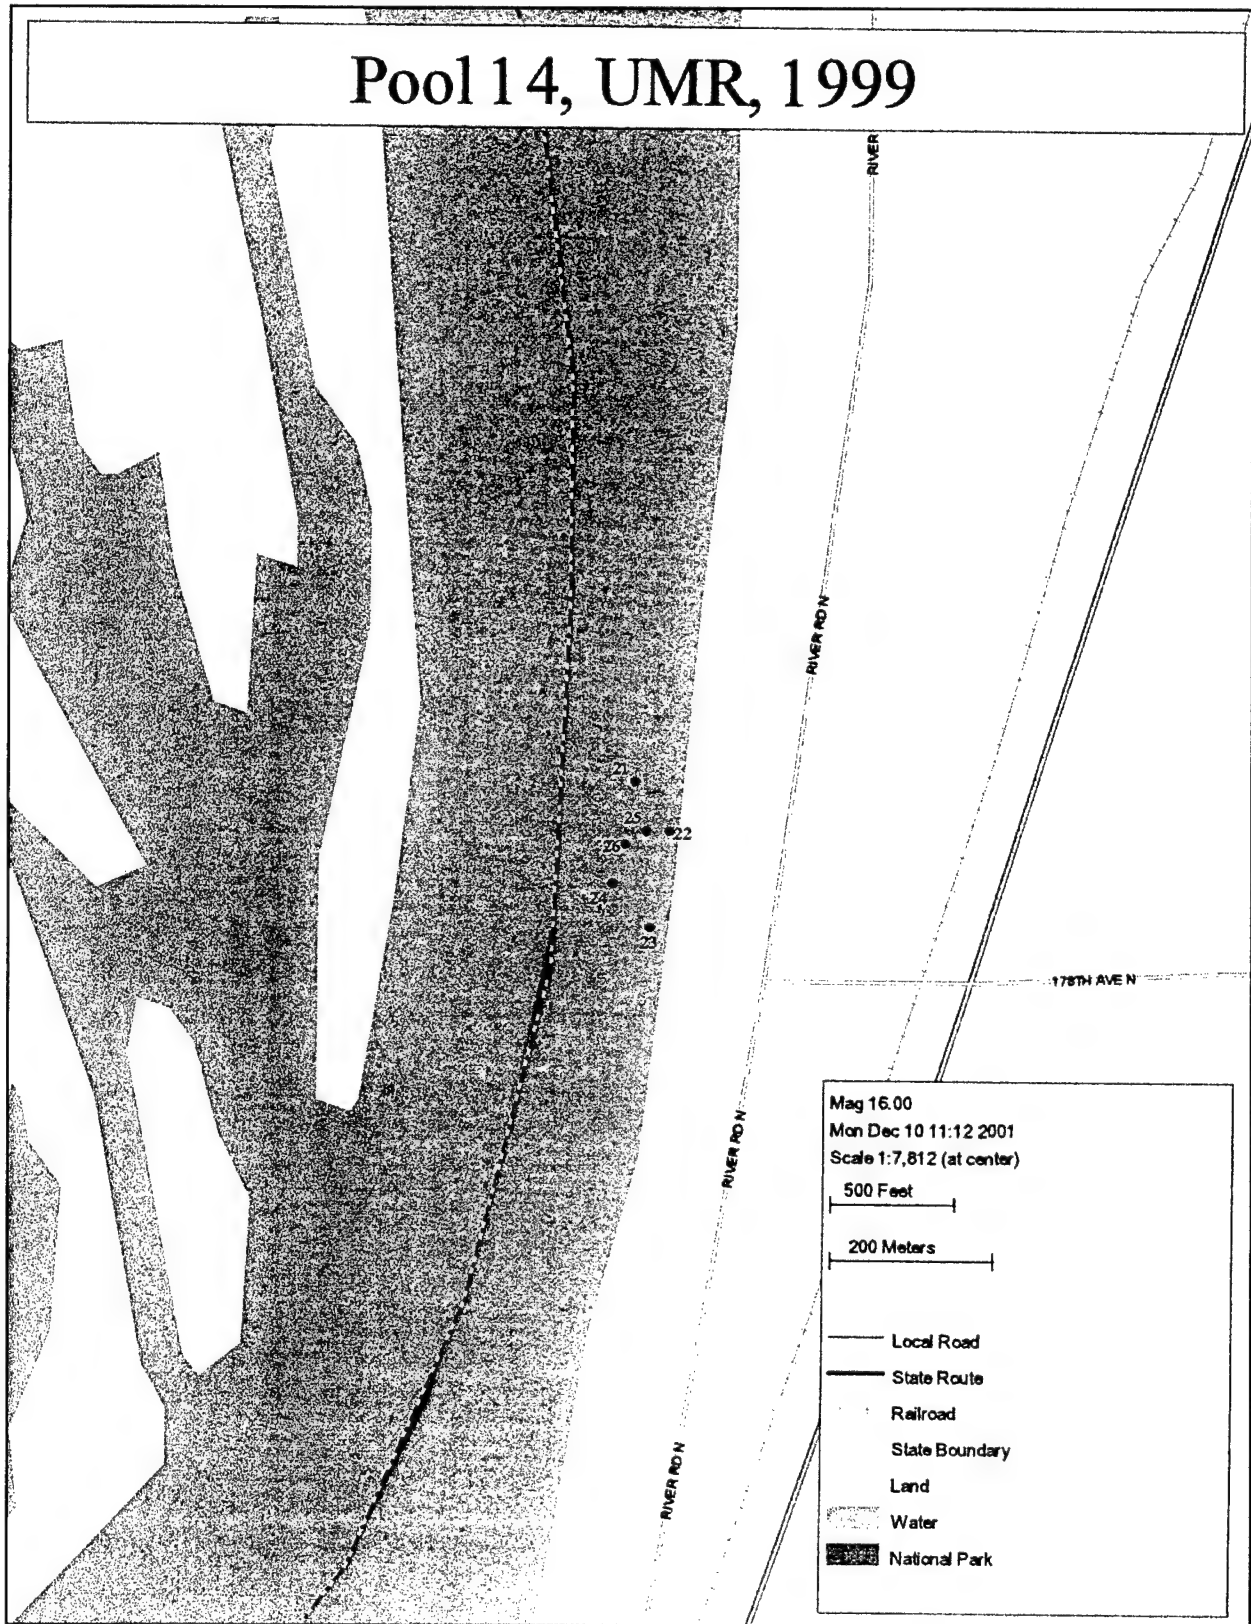 Pool 14, UMR, 1999
RIVER
RIVER RD N
21
25
22
26
24
23
178TH AVE N
RIVER RD N
RIVER RD N
Mag 16.00
Mon Dec 10 11:12 2001
Scale 1:7,812 (at center)
500 Feet
200 Meters
Local Road
State Route
Railroad
State Boundary
Land
Water
National Park